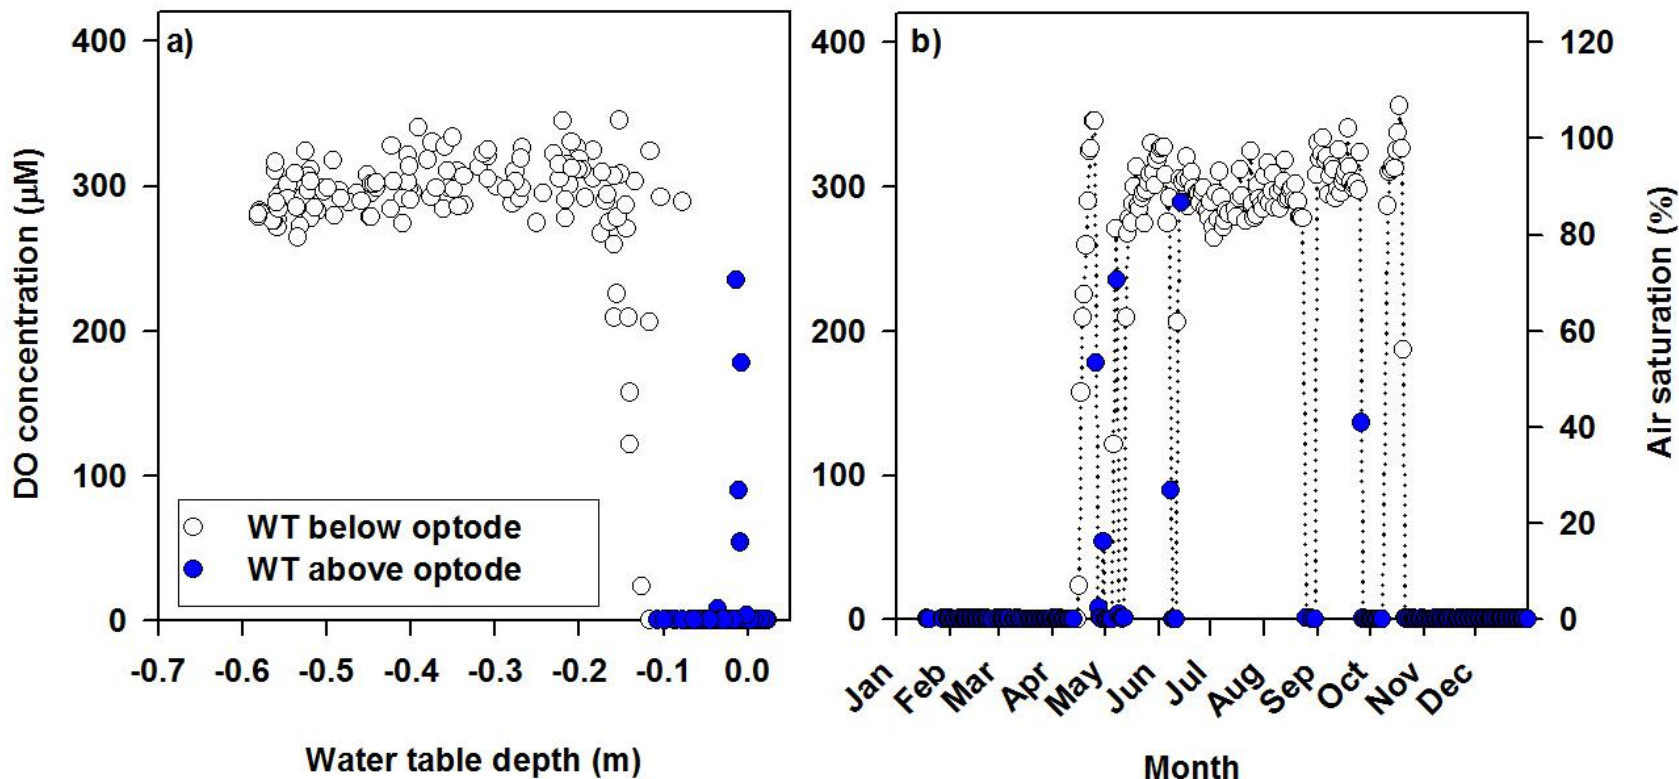 a)
400
300
200
100
0
DO concentration (µM)
WT below optode
WT above optode
-0.7 -0.6 -0.5 -0.4 -0.3 -0.2 -0.1 0.0
Water table depth (m)
b)
400
300
200
100
0
120
100
80
60
40
20
0
Air saturation (%)
Jan Feb Mar Apr May Jun Jul Aug Sep Oct Nov Dec
Month